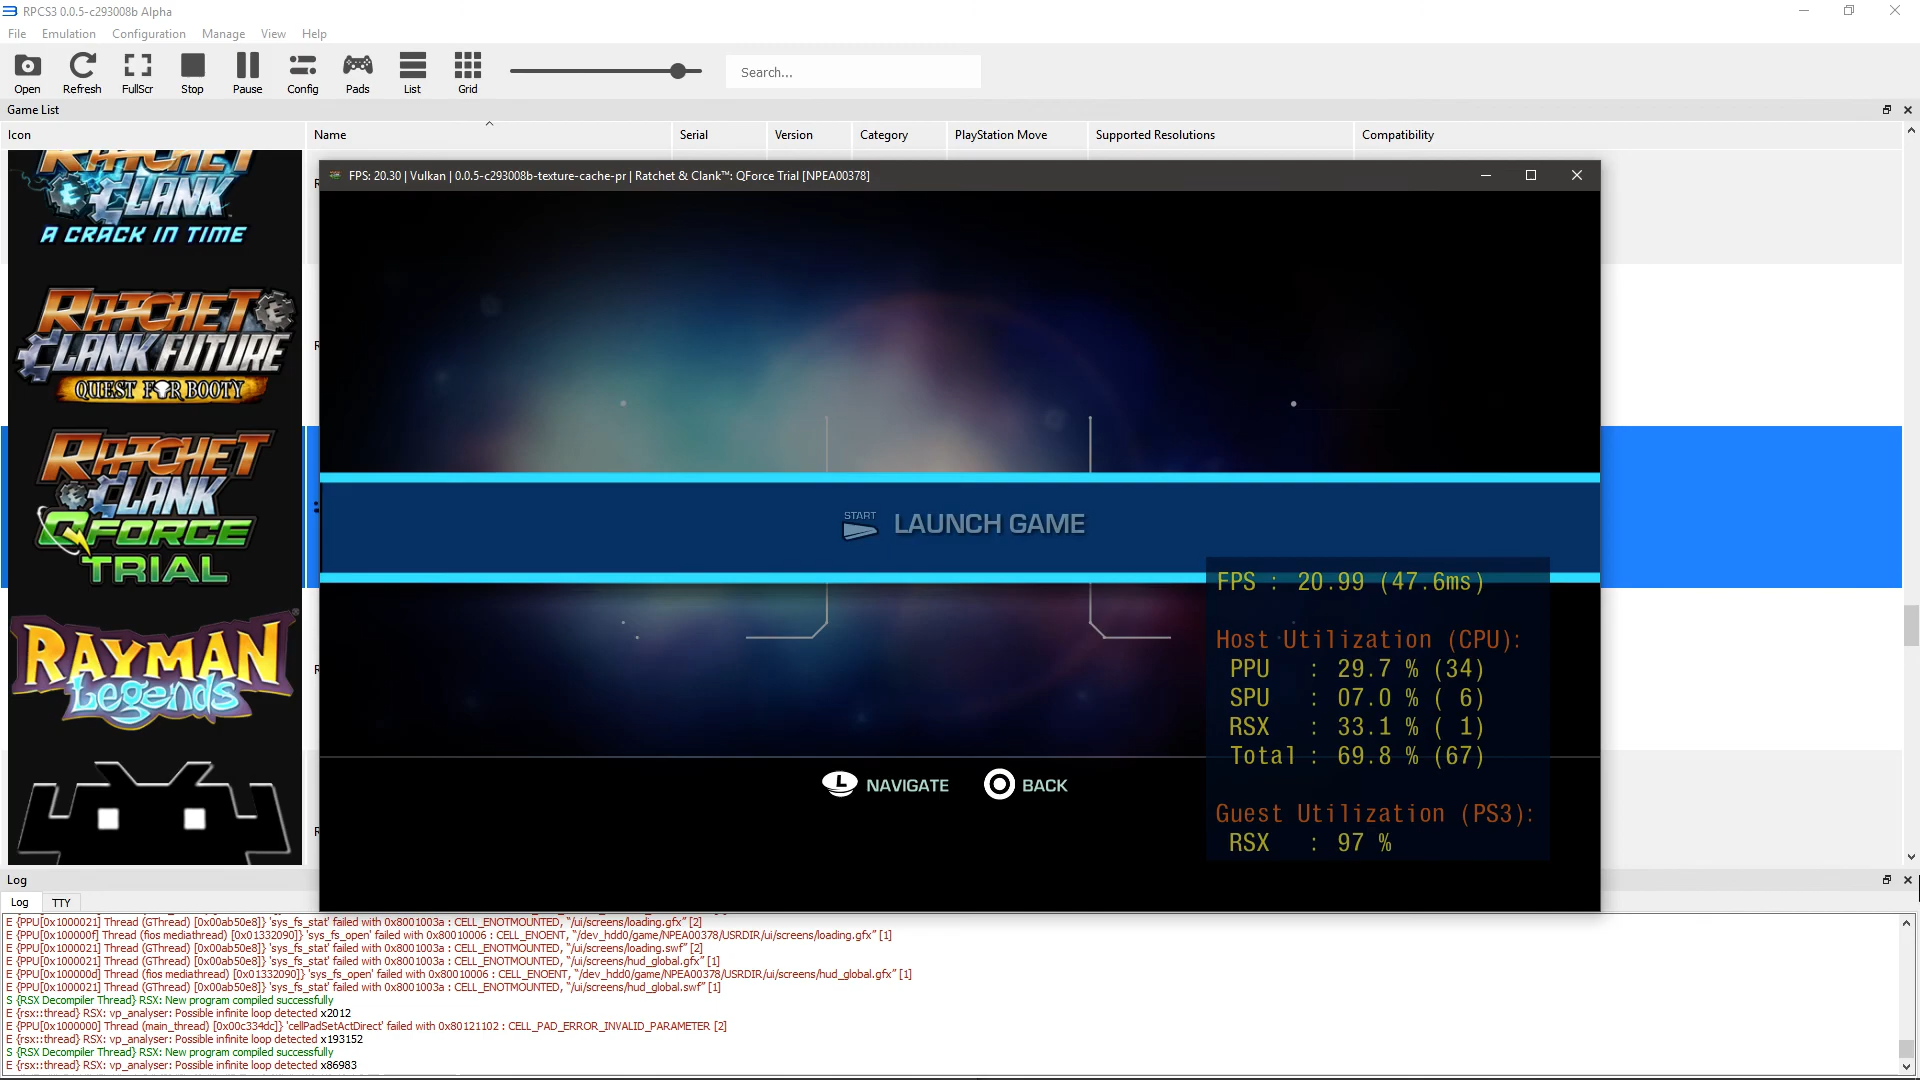 RPCS3 0.0.5-c293008b Alpha
File Emulation Configuration Manage View Help
Open Refresh FullScr Stop Pause Config Pads List Grid Search...
Game List
Icon Name Serial Version Category PlayStation Move Supported Resolutions Compatibility
RATCHET
CLANK
A CRACK IN TIME
FPS: 20.30 | Vulkan | 0.0.5-c293008b-texture-cache-pr | Ratchet & Clank™: QForce Trial [NPEA00378]
RATCHET
CLANK FUTURE
QUEST FOR BOOTY
RATCHET
CLANK
QFORCE
TRIAL
RAYMAN
Legends
START LAUNCH GAME
FPS : 20.99 (47.6ms)
Host Utilization (CPU):
PPU : 29.7 % (34)
SPU : 07.0 % ( 6)
RSX : 33.1 % ( 1)
Total : 69.8 % (67)
L NAVIGATE BACK
Guest Utilization (PS3):
RSX : 97 %
Log
Log TTY
E {PPU[0x1000021] Thread (GThread) [0x00ab50e8]} 'sys_fs_stat' failed with 0x8001003a : CELL_ENOTMOUNTED, “/ui/screens/loading.gfx” [2]
E {PPU[0x100000f] Thread (fios mediathread) [0x01332090]} 'sys_fs_open' failed with 0x80010006 : CELL_ENOENT, “/dev_hdd0/game/NPEA00378/USRDIR/ui/screens/loading.gfx” [1]
E {PPU[0x1000021] Thread (GThread) [0x00ab50e8]} 'sys_fs_stat' failed with 0x8001003a : CELL_ENOTMOUNTED, “/ui/screens/loading.swf” [2]
E {PPU[0x1000021] Thread (GThread) [0x00ab50e8]} 'sys_fs_stat' failed with 0x8001003a : CELL_ENOTMOUNTED, “/ui/screens/hud_global.gfx” [1]
E {PPU[0x100000d] Thread (fios mediathread) [0x01332090]} 'sys_fs_open' failed with 0x80010006 : CELL_ENOENT, “/dev_hdd0/game/NPEA00378/USRDIR/ui/screens/hud_global.gfx” [1]
E {PPU[0x1000021] Thread (GThread) [0x00ab50e8]} 'sys_fs_stat' failed with 0x8001003a : CELL_ENOTMOUNTED, “/ui/screens/hud_global.swf” [1]
S {RSX Decompiler Thread} RSX: New program compiled successfully
E {rsx::thread} RSX: vp_analyser: Possible infinite loop detected x2012
E {PPU[0x1000000] Thread (main_thread) [0x00c334dc]} 'cellPadSetActDirect' failed with 0x80121102 : CELL_PAD_ERROR_INVALID_PARAMETER [2]
E {rsx::thread} RSX: vp_analyser: Possible infinite loop detected x193152
S {RSX Decompiler Thread} RSX: New program compiled successfully
E {rsx::thread} RSX: vp_analyser: Possible infinite loop detected x86983